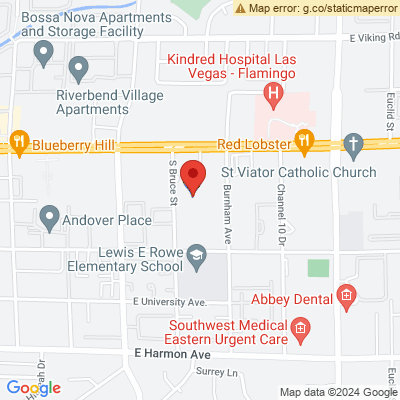 Map error: g.co/staticmaperror
Bossa Nova Apartments
and Storage Facility
E Viking Rd
Kindred Hospital Las
Vegas - Flamingo
Riverbend Village
Apartments
Euclid St
Blueberry Hill
Red Lobster
S Bruce St
St Viator Catholic Church
Burnham Ave
Channel 10 Dr
Andover Place
Lewis E Rowe
Elementary School
E University Ave.
Abbey Dental
Southwest Medical
Eastern Urgent Care
E Harmon Ave
Surrey Ln
Google
Map data ©2024 Google